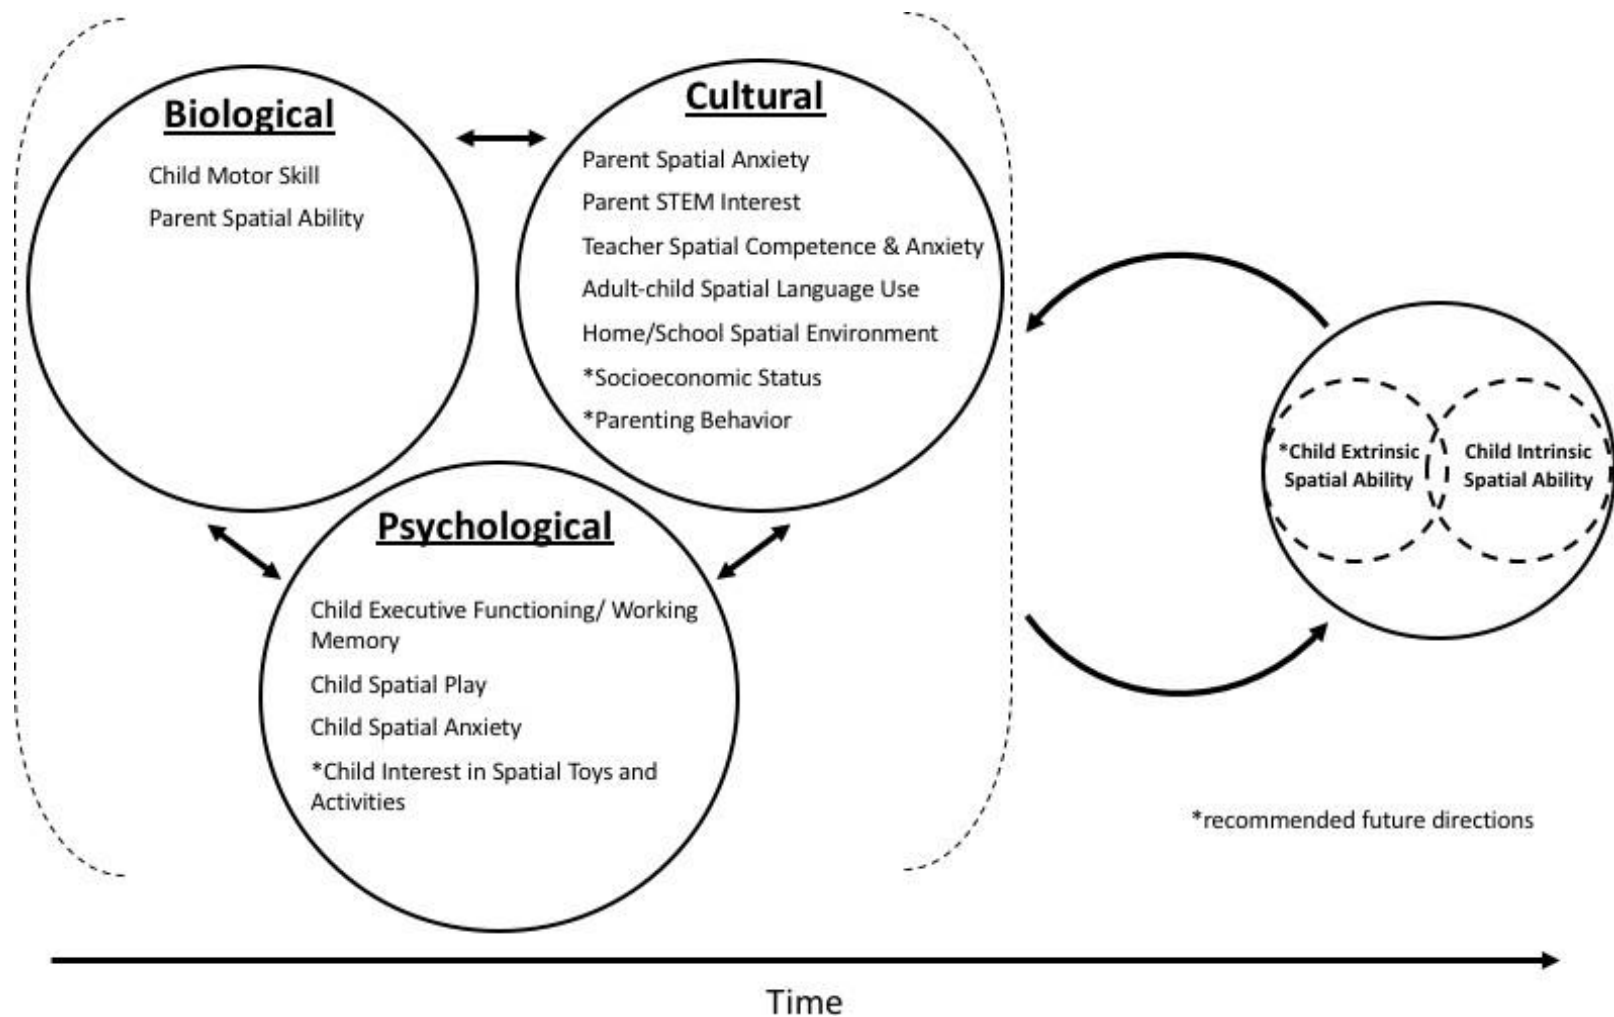 Biological
Child Motor Skill
Parent Spatial Ability
Cultural
Parent Spatial Anxiety
Parent STEM Interest
Teacher Spatial Competence & Anxiety
Adult-child Spatial Language Use
Home/School Spatial Environment
*Socioeconomic Status
*Parenting Behavior
Psychological
Child Executive Functioning/ Working
Memory
Child Spatial Play
Child Spatial Anxiety
*Child Interest in Spatial Toys and
Activities
*Child Extrinsic
Spatial Ability
Child Intrinsic
Spatial Ability
*recommended future directions
Time